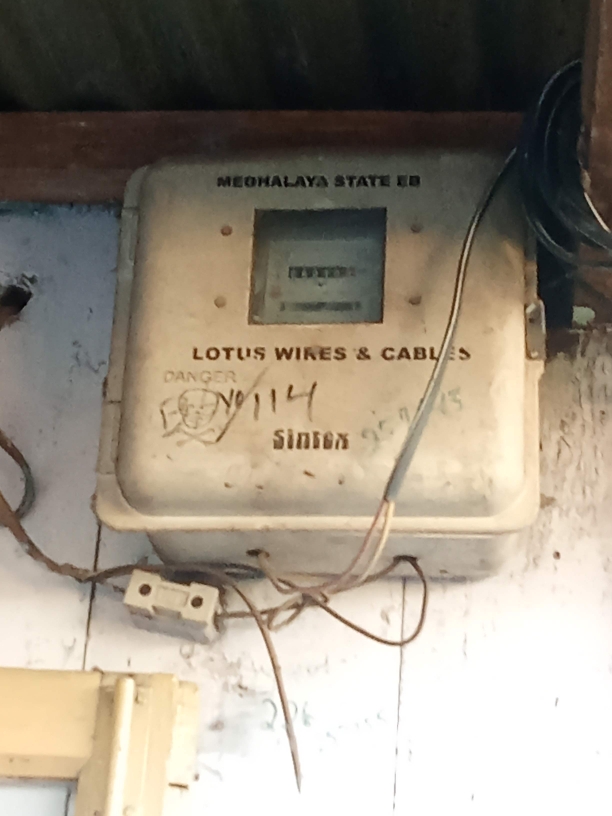 MEGHALAYA STATE EB
LOTUS WIRES & CABLES
DANGER
No 114
Sintex